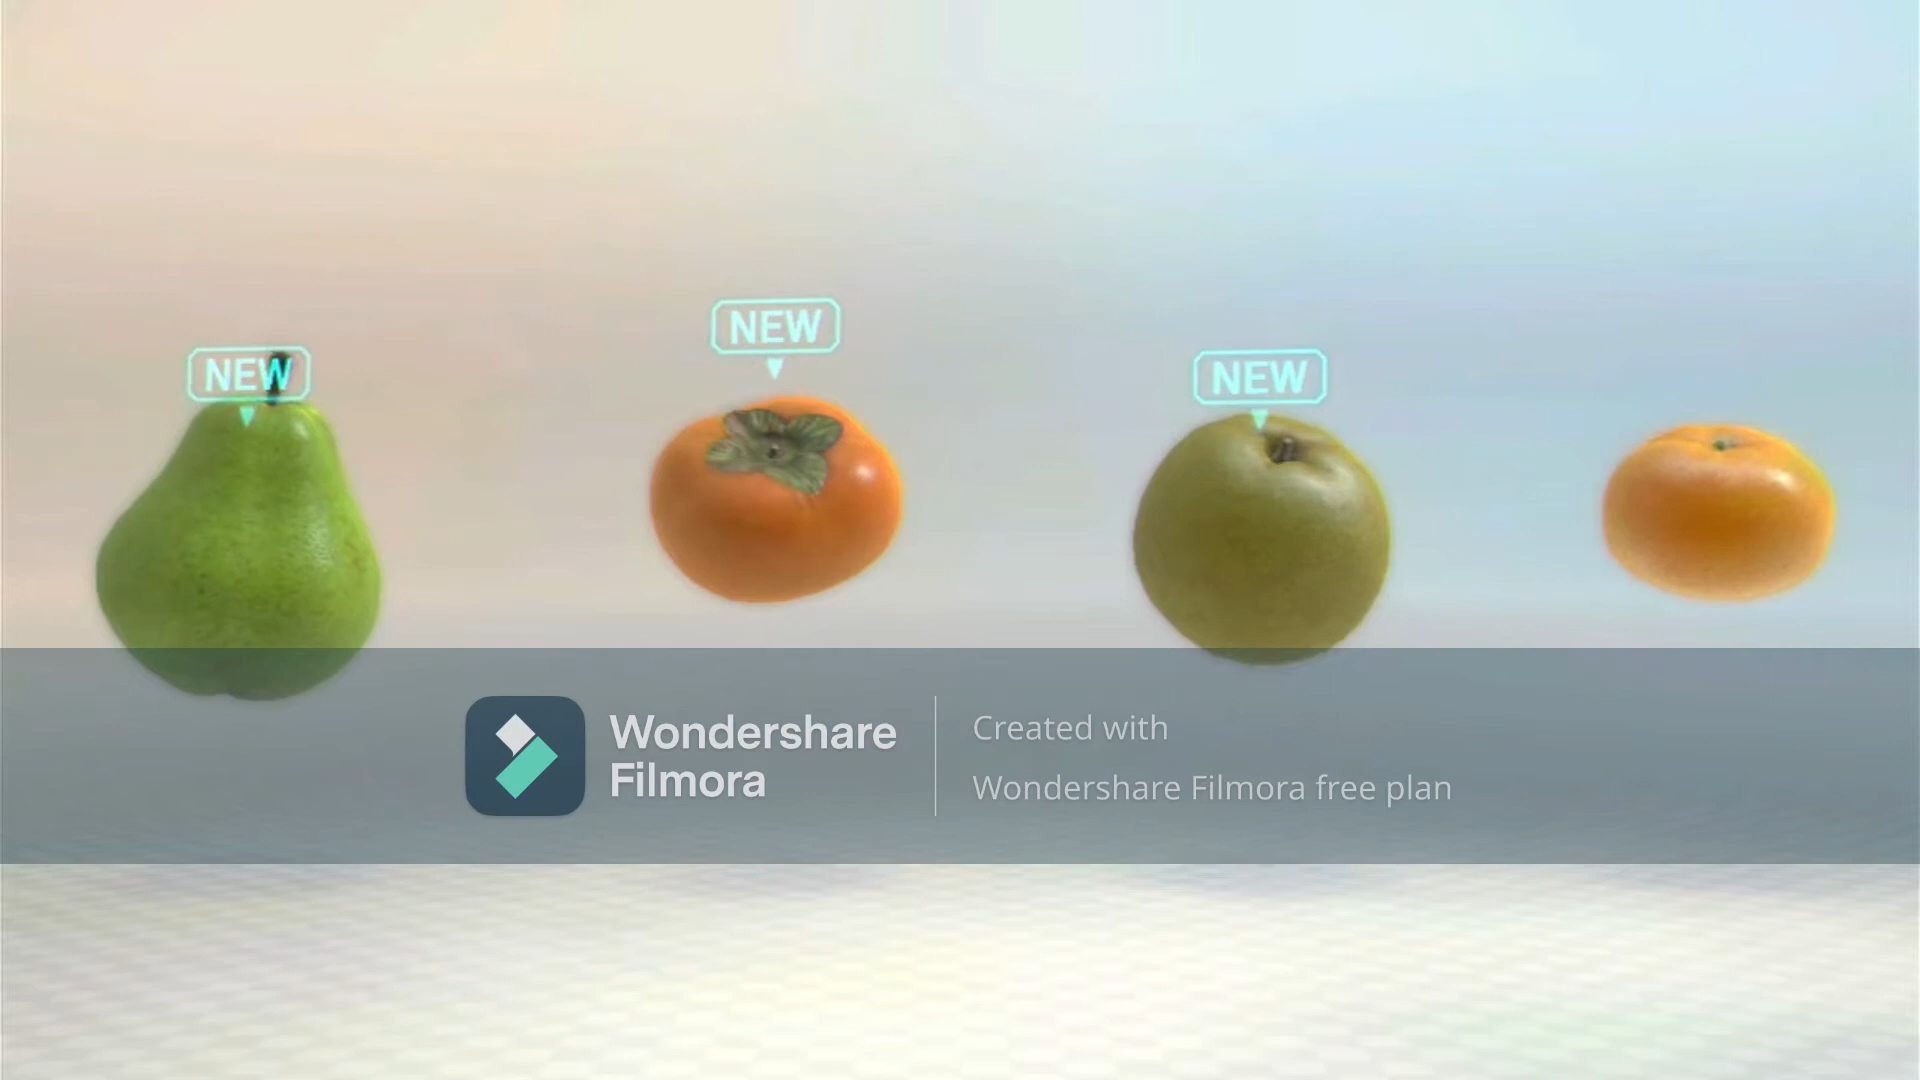 NEW
NEW
NEW
Wondershare
Filmora
Created with
Wondershare Filmora free plan